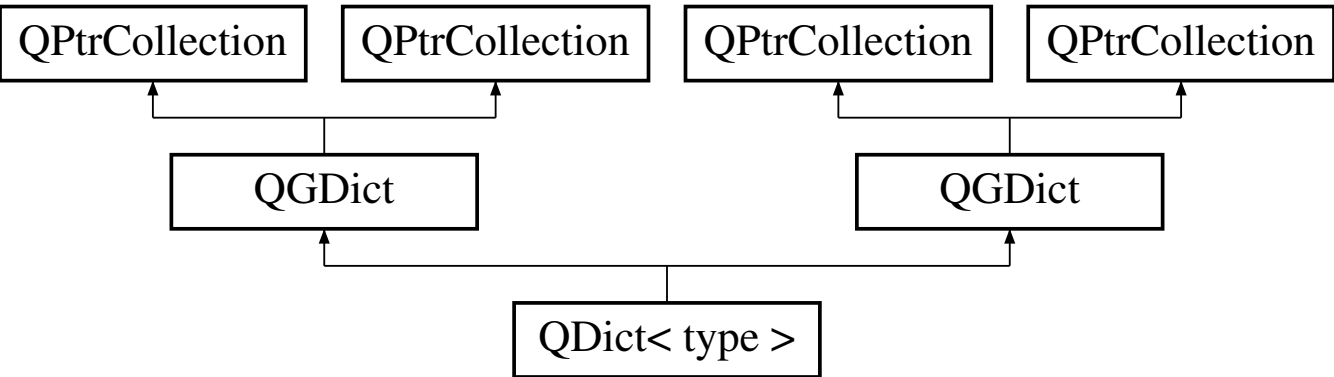 QPtrCollection
QPtrCollection
QPtrCollection
QPtrCollection
QGDict
QGDict
QDict< type >